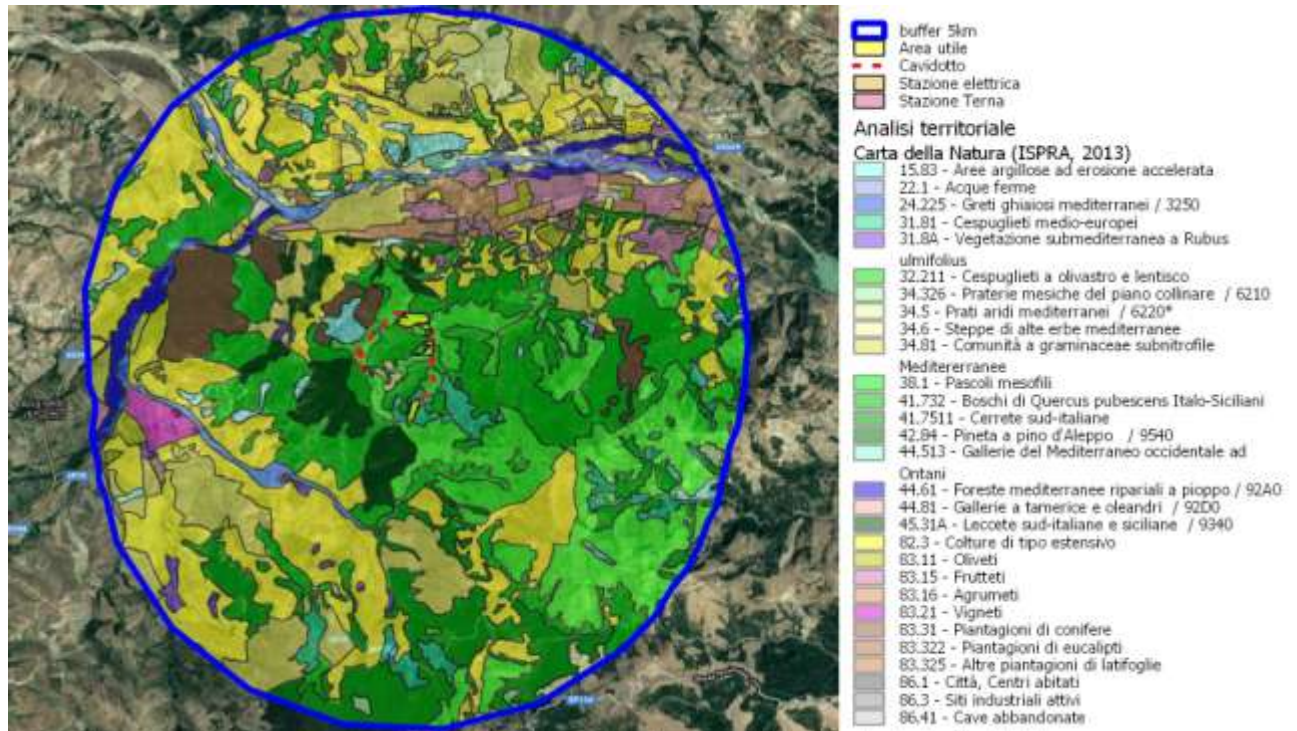 buffer 5km
Area utile
Cavidotto
Stazione elettrica
Stazione Terna
Analisi territoriale
Carta della Natura (ISPRA, 2013)
15.83 - Aree argillose ad erosione accelerata
22.1 - Acque ferme
24.225 - Greti ghiaiosi mediterranei / 3250
31.81 - Cespuglieti medio-europei
31.8A - Vegetazione submediterranea a Rubus
ulmifolius
32.211 - Cespuglieti a olivastro e lentisco
34.326 - Praterie mesiche del piano collinare / 6210
34.5 - Prati aridi mediterranei / 6220*
34.6 - Steppe di alte erbe mediterranee
34.81 - Comunità a graminaceae subnitrofile
Mediterranee
38.1 - Pascoli mesofili
41.732 - Boschi di Quercus pubescens Italo-Siciliani
41.7511 - Cerrete sud-italiane
42.84 - Pineta a pino d'Aleppo / 9540
44.513 - Gallerie del Mediterraneo occidentale ad
Ontani
44.61 - Foreste mediterranee ripariali a pioppo / 92A0
44.81 - Gallerie a tamerice e oleandri / 92D0
45.31A - Leccete sud-italiane e siciliane / 9340
82.3 - Colture di tipo estensivo
83.11 - Oliveti
83.15 - Frutteti
83.16 - Agrumeti
83.21 - Vigneti
83.31 - Piantagioni di conifere
83.322 - Piantagioni di eucalipti
83.325 - Altre piantagioni di latifoglie
86.1 - Città, Centri abitati
86.3 - Siti industriali attivi
86.41 - Cave abbandonate